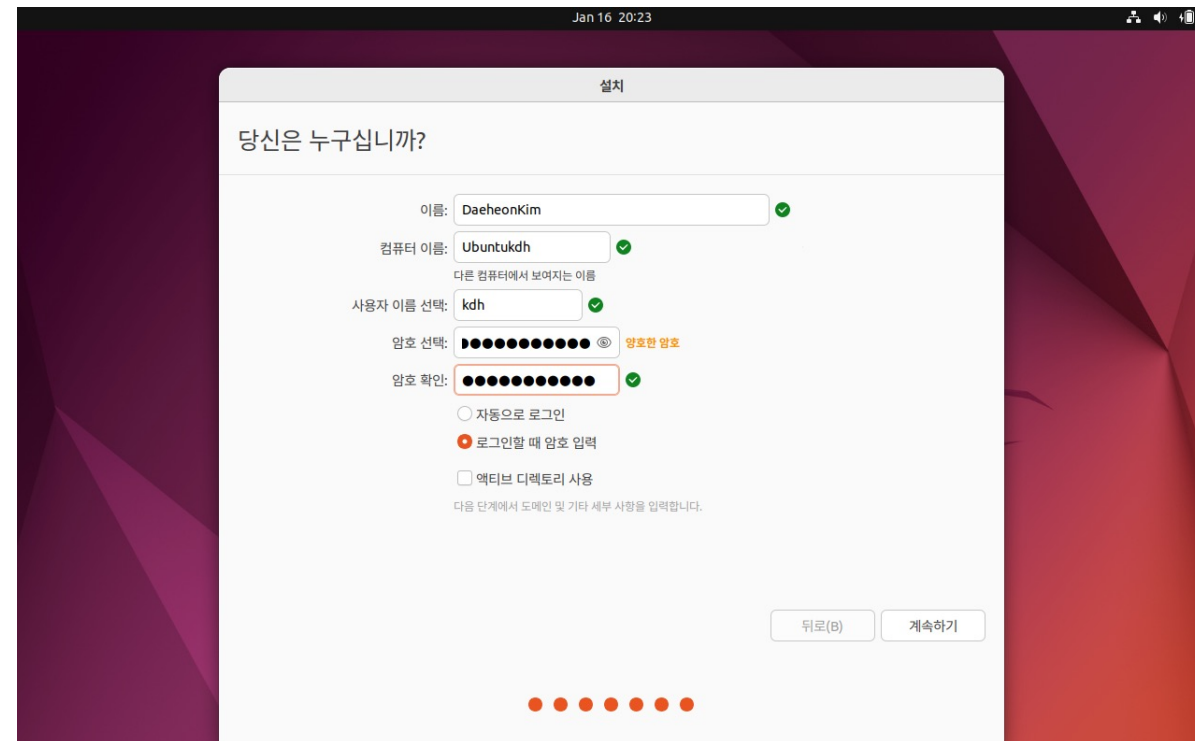 Jan 16 20:23
설치
당신은 누구십니까?
이름: DaeheonKim
컴퓨터 이름: Ubuntukdh
다른 컴퓨터에서 보여지는 이름
사용자 이름 선택: kdh
암호 선택: ●●●●●●●●●●●● 양호한 암호
암호 확인: ●●●●●●●●●●●●
자동으로 로그인
로그인할 때 암호 입력
액티브 디렉토리 사용
다음 단계에서 도메인 및 기타 세부 사항을 입력합니다.
뒤로(B) 계속하기